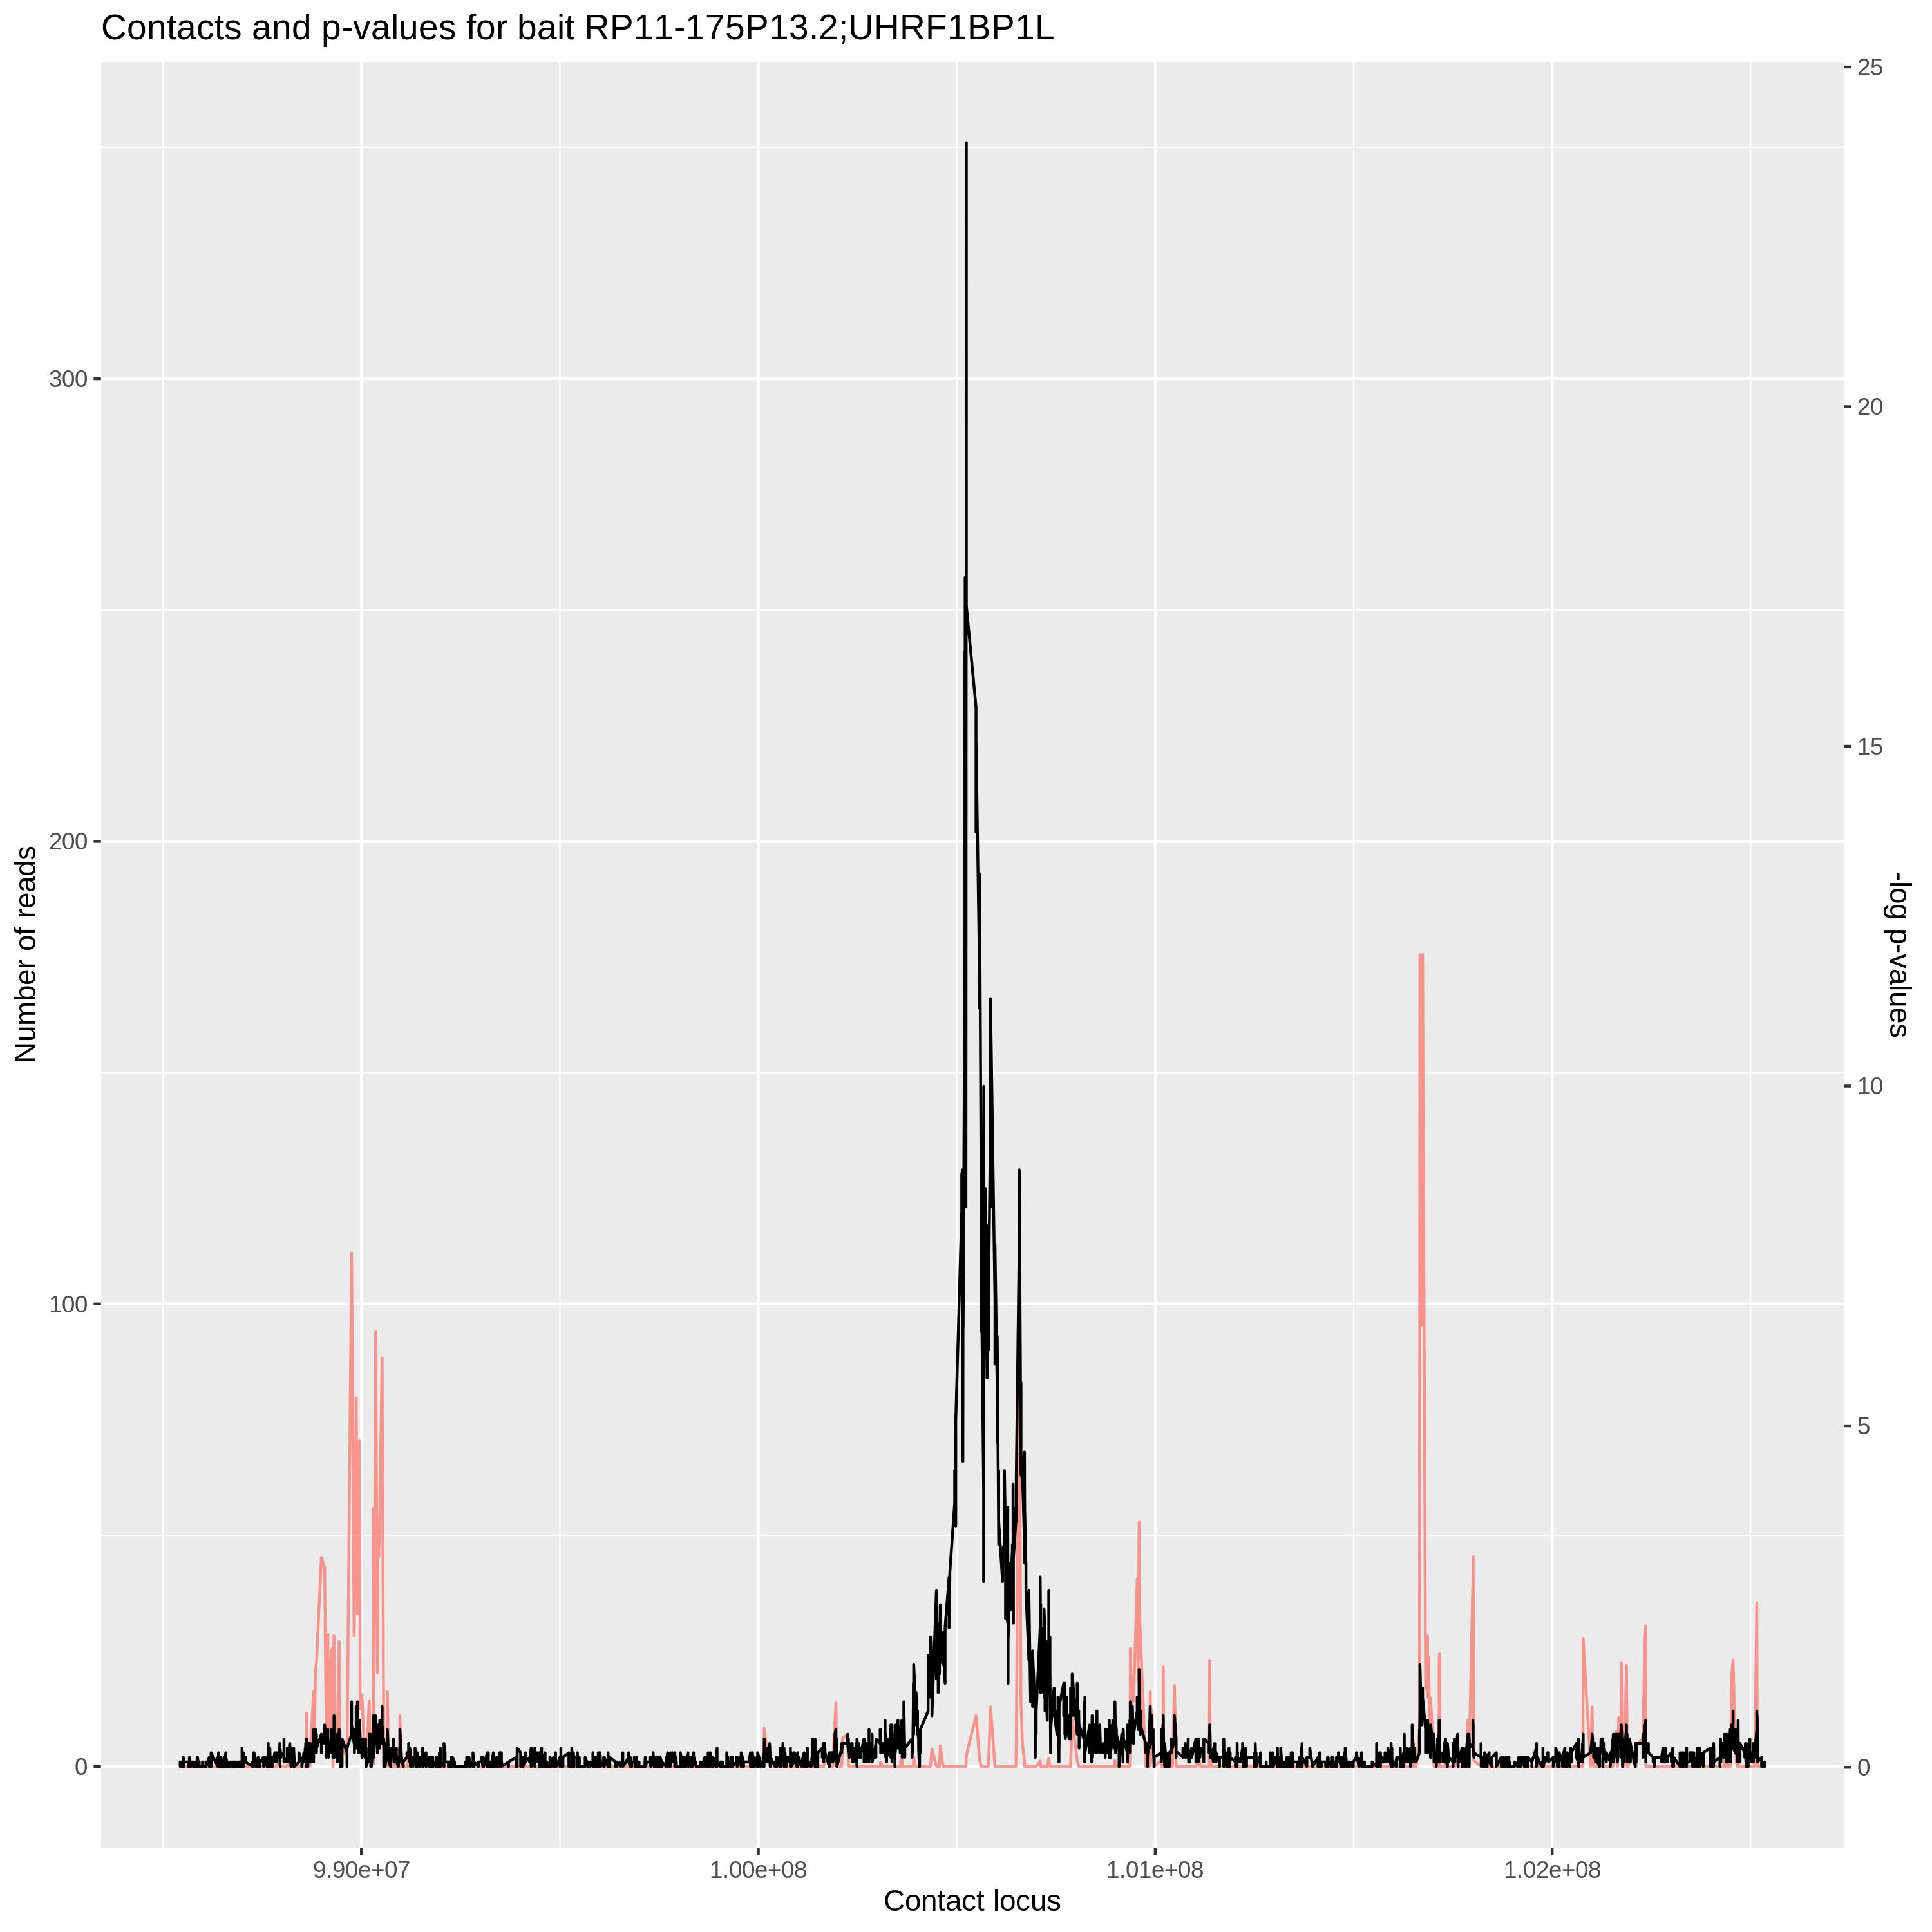 Contacts and p-values for bait RP11-175P13.2;UHRF1BP1L
Number of reads
300
200
100
0
25
20
15
10
5
0
-log p-values
9.90e+07 1.00e+08 1.01e+08 1.02e+08
Contact locus